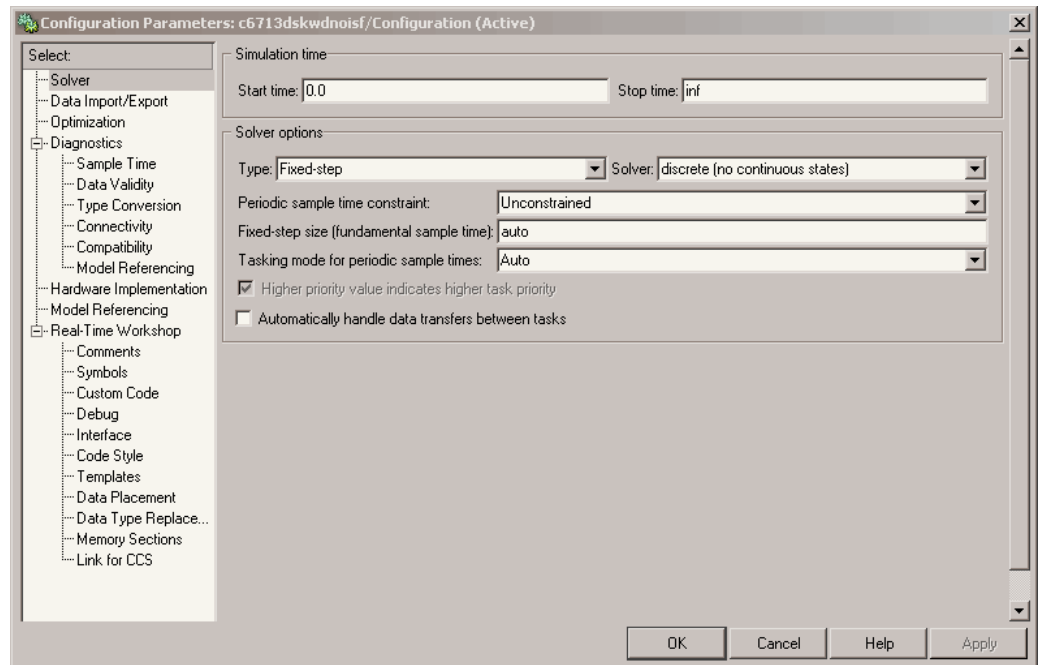 Configuration Parameters: c6713dskwdnoisf/Configuration (Active)
Select:
Solver
Data Import/Export
Optimization
Diagnostics
Sample Time
Data Validity
Type Conversion
Connectivity
Compatibility
Model Referencing
Hardware Implementation
Model Referencing
Real-Time Workshop
Comments
Symbols
Custom Code
Debug
Interface
Code Style
Templates
Data Placement
Data Type Replace...
Memory Sections
Link for CCS
Simulation time
Start time: 0.0 Stop time: inf
Solver options
Type: Fixed-step Solver: discrete (no continuous states)
Periodic sample time constraint: Unconstrained
Fixed-step size (fundamental sample time): auto
Tasking mode for periodic sample times: Auto
Higher priority value indicates higher task priority
Automatically handle data transfers between tasks
OK Cancel Help Apply